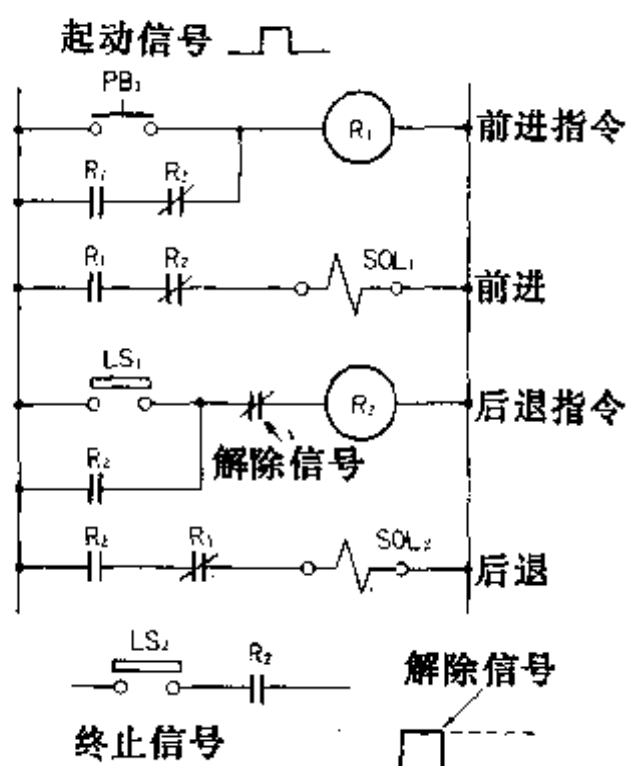 起动信号
PB₁
R₁
前进指令
R₁ R₂
R₁ R₂ SOL₁
前进
LS₁
R₂
后退指令
解除信号
R₂
R₂ R₁ SOL₂
后退
LS₂ R₂
解除信号
终止信号